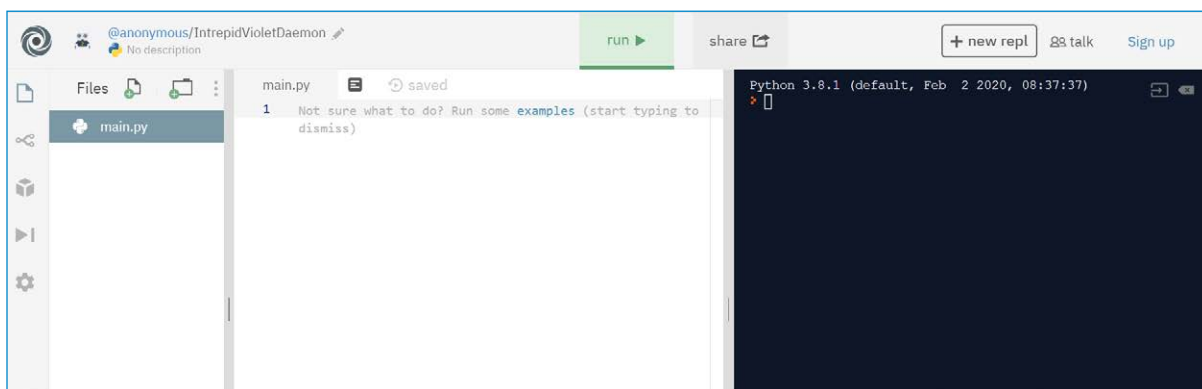 @anonymous/IntrepidVioletDaemon
No description
run
share
+ new repl
talk
Sign up
Files
main.py
main.py
saved
1 Not sure what to do? Run some examples (start typing to
dismiss)
Python 3.8.1 (default, Feb  2 2020, 08:37:37)
>